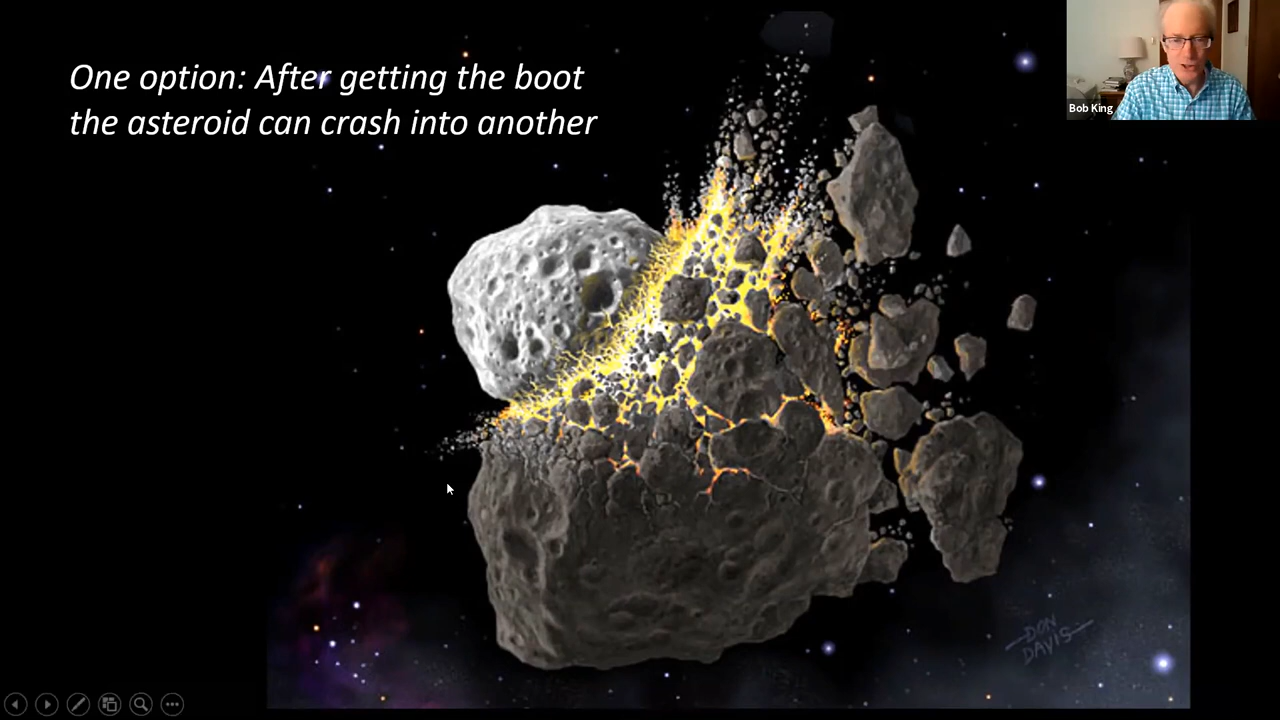 One option: After getting the boot
the asteroid can crash into another
Bob King
DON
DAVIS